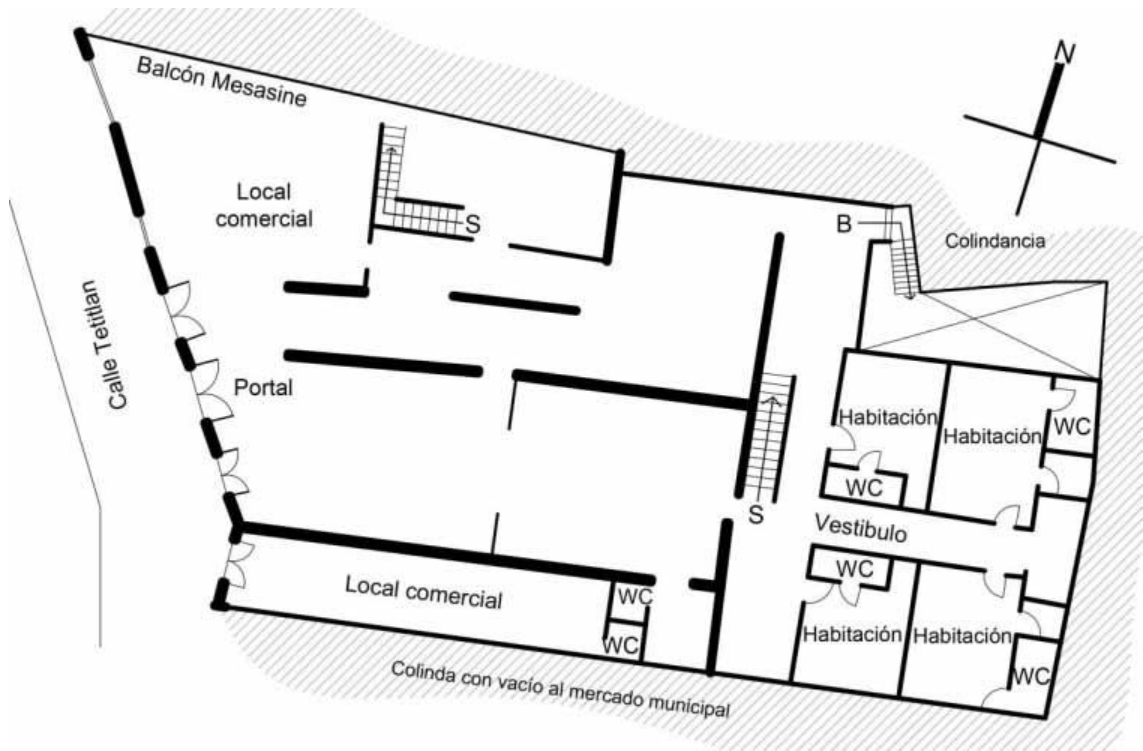 N
Balcón Mesasine
Local
comercial
S
B
Colindancia
Calle Tetitlan
Portal
Habitación
Habitación
WC
WC
S
Vestibulo
WC
Local comercial
WC
WC
Habitación
Habitación
WC
Colinda con vacío al mercado municipal